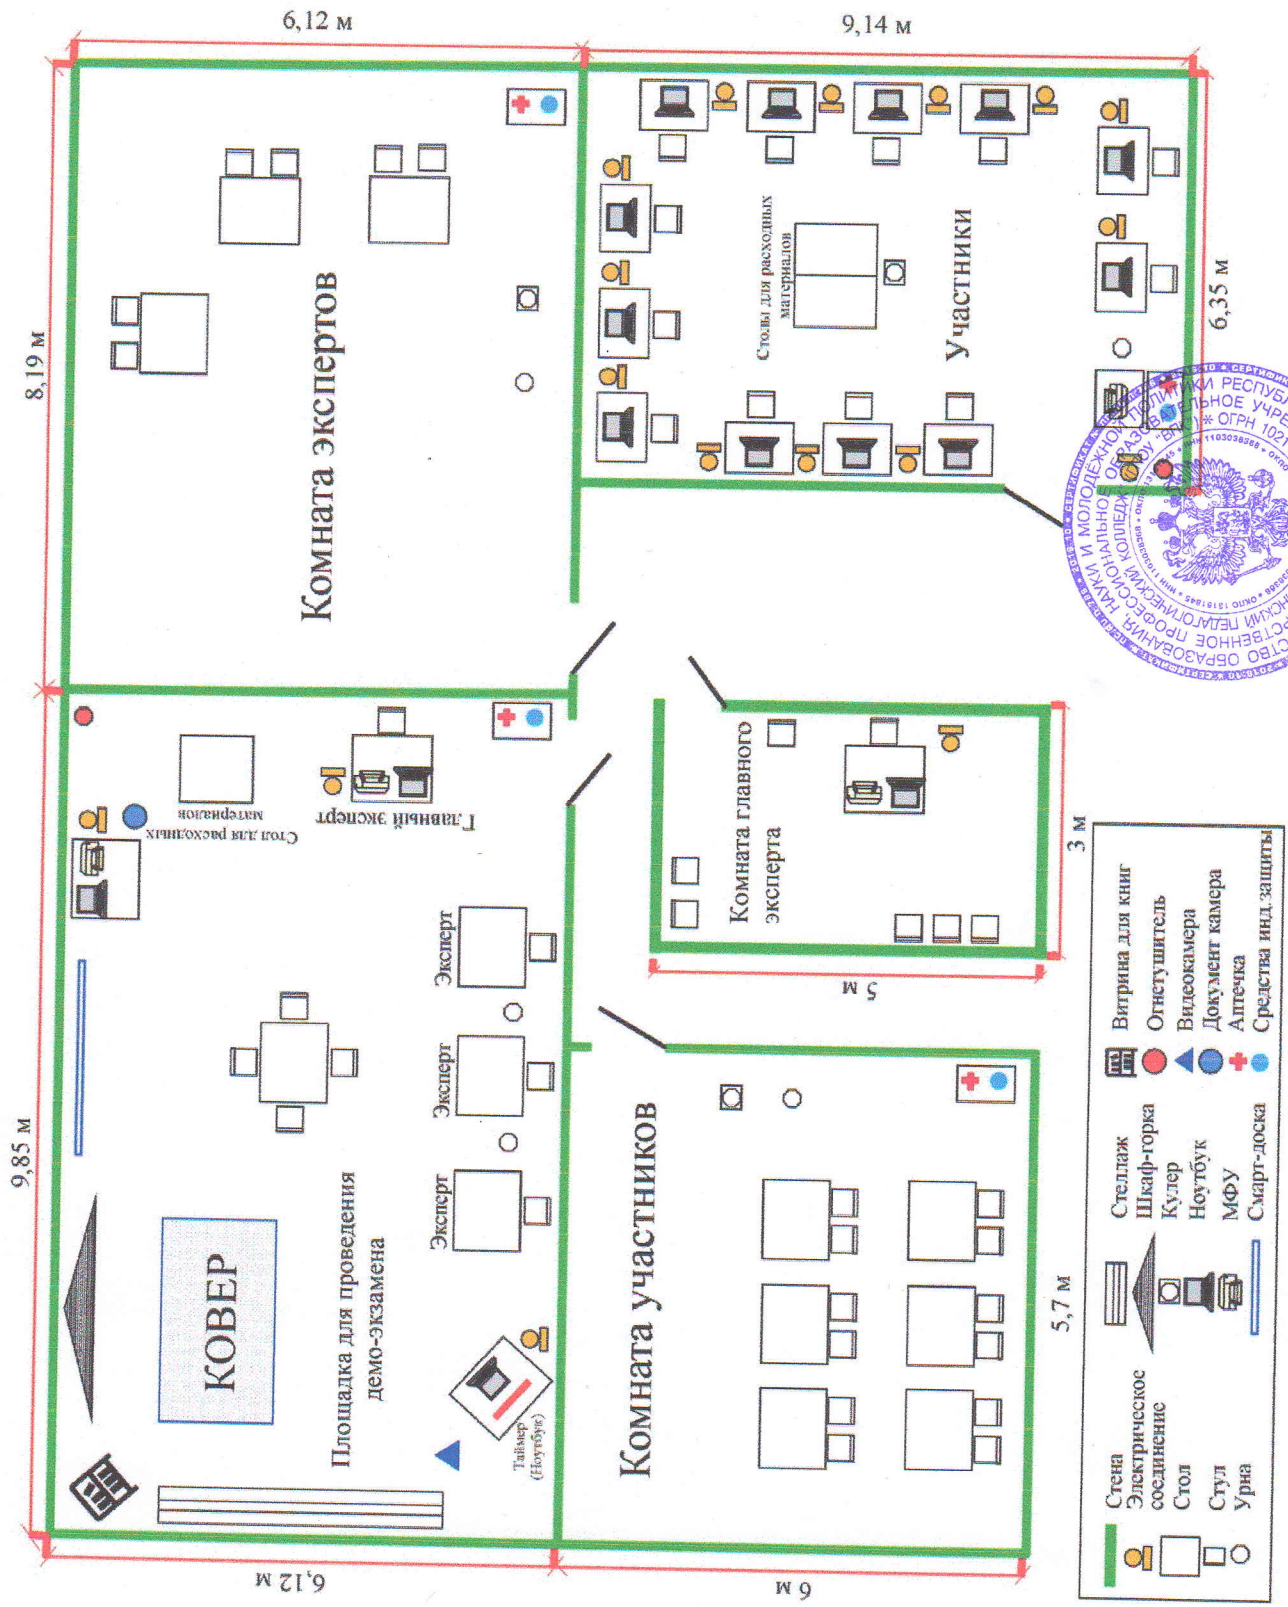 9,85 м
8,19 м
6,12 м
9,14 м
6,35 м
6,12 м
6 м
5,7 м
5 м
3 м
КОВЕР
Площадка для проведения
демо-экзамена
Таймер
(Ноутбук)
Эксперт
Эксперт
Эксперт
Стол для расходных
материалов
Главный эксперт
Комната экспертов
Комната участников
Комната главного
эксперта
Столы для расходных
материалов
Участники
Стена
Электрическое
соединение
Стол
Стул
Урна
Стеллаж
Шкаф-горка
Кулер
Ноутбук
МФУ
Смарт-доска
Витрина для книг
Огнетушитель
Видеокамера
Документ камера
Аптечка
Средства инд.защиты